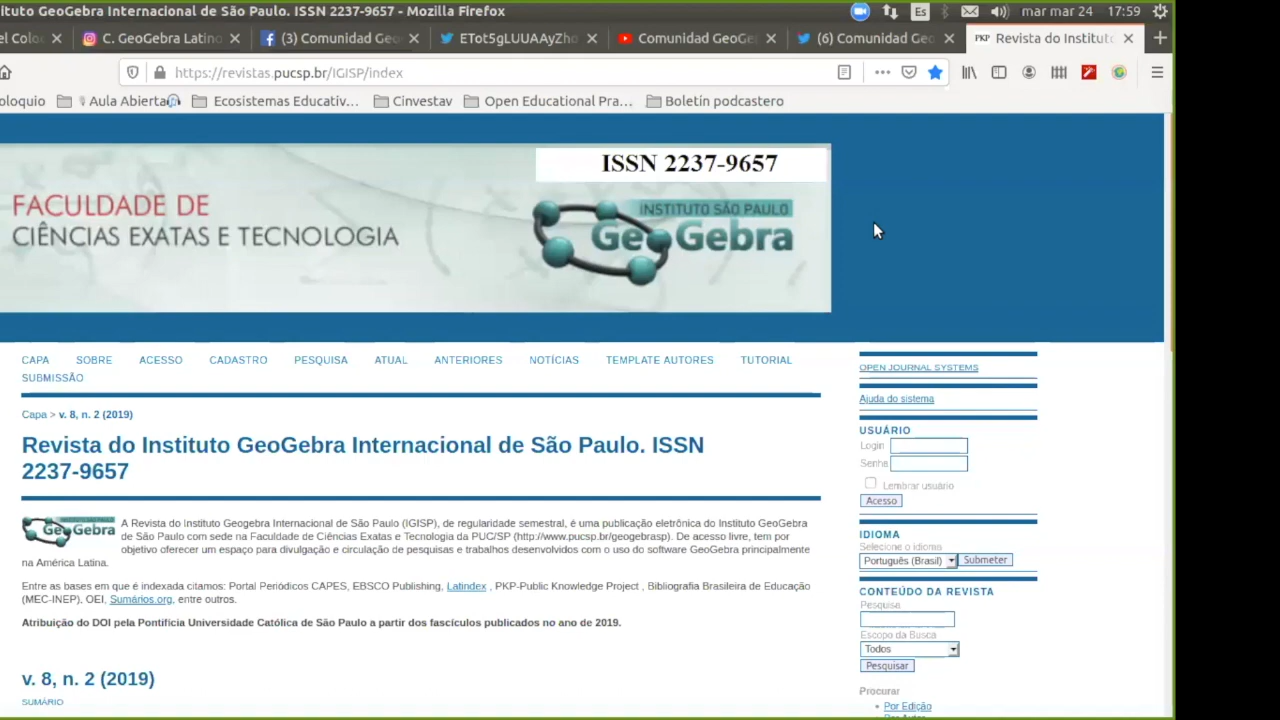 ituto GeoGebra Internacional de São Paulo. ISSN 2237-9657 - Mozilla Firefox
Es
mar mar 24 17:59
el Colo
C. GeoGebra Latino
(3) Comunidad Geo
ETot5gLUUAAyZho
Comunidad GeoGe
(6) Comunidad Ge
PKP Revista do Institut
https://revistas.pucsp.br/IGISP/index
oloquio
Aula Abierta
Ecosistemas Educativ...
Cinvestav
Open Educational Pra...
Boletín podcastero
ISSN 2237-9657
FACULDADE DE
CIÊNCIAS EXATAS E TECNOLOGIA
INSTITUTO SÃO PAULO
GeoGebra
CAPA SOBRE ACESSO CADASTRO PESQUISA ATUAL ANTERIORES NOTÍCIAS TEMPLATE AUTORES TUTORIAL
SUBMISSÃO
Capa > v. 8, n. 2 (2019)
Revista do Instituto GeoGebra Internacional de São Paulo. ISSN
2237-9657
INSTITUTO SÃO PAULO
GeoGebra
A Revista do Instituto Geogebra Internacional de São Paulo (IGISP), de regularidade semestral, é uma publicação eletrônica do Instituto GeoGebra
de São Paulo com sede na Faculdade de Ciências Exatas e Tecnologia da PUC/SP (http://www.pucsp.br/geogebrasp). De acesso livre, tem por
objetivo oferecer um espaço para divulgação e circulação de pesquisas e trabalhos desenvolvidos com o uso do software GeoGebra principalmente
na América Latina.
Entre as bases em que é indexada citamos: Portal Periódicos CAPES, EBSCO Publishing, Latindex , PKP-Public Knowledge Project , Bibliografia Brasileira de Educação
(MEC-INEP), OEI, Sumários.org, entre outros.
Atribuição do DOI pela Pontifícia Universidade Católica de São Paulo a partir dos fascículos publicados no ano de 2019.
v. 8, n. 2 (2019)
SUMÁRIO
OPEN JOURNAL SYSTEMS
Ajuda do sistema
USUÁRIO
Login
Senha
Lembrar usuário
Acesso
IDIOMA
Selecione o idioma
Português (Brasil) Submeter
CONTEÚDO DA REVISTA
Pesquisa
Escopo da Busca
Todos
Pesquisar
Procurar
Por Edição